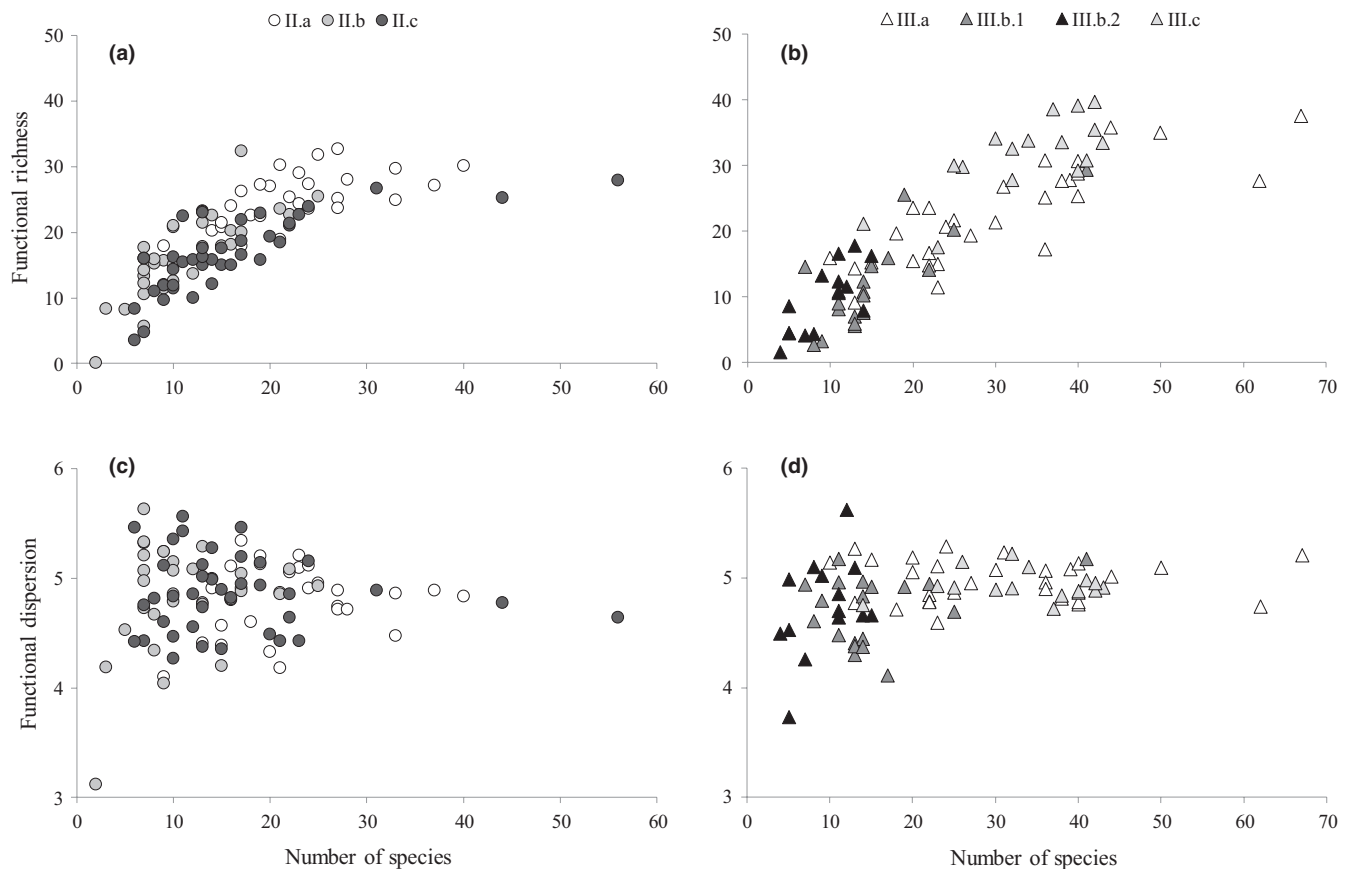 II.a II.b II.c
III.a III.b.1 III.b.2 III.c
(a)
50
40
30
20
10
0
0 10 20 30 40 50 60
Functional richness
(b)
50
40
30
20
10
0
0 10 20 30 40 50 60 70
(c)
6
5
4
3
0 10 20 30 40 50 60
Functional dispersion
Number of species
(d)
6
5
4
3
0 10 20 30 40 50 60 70
Number of species